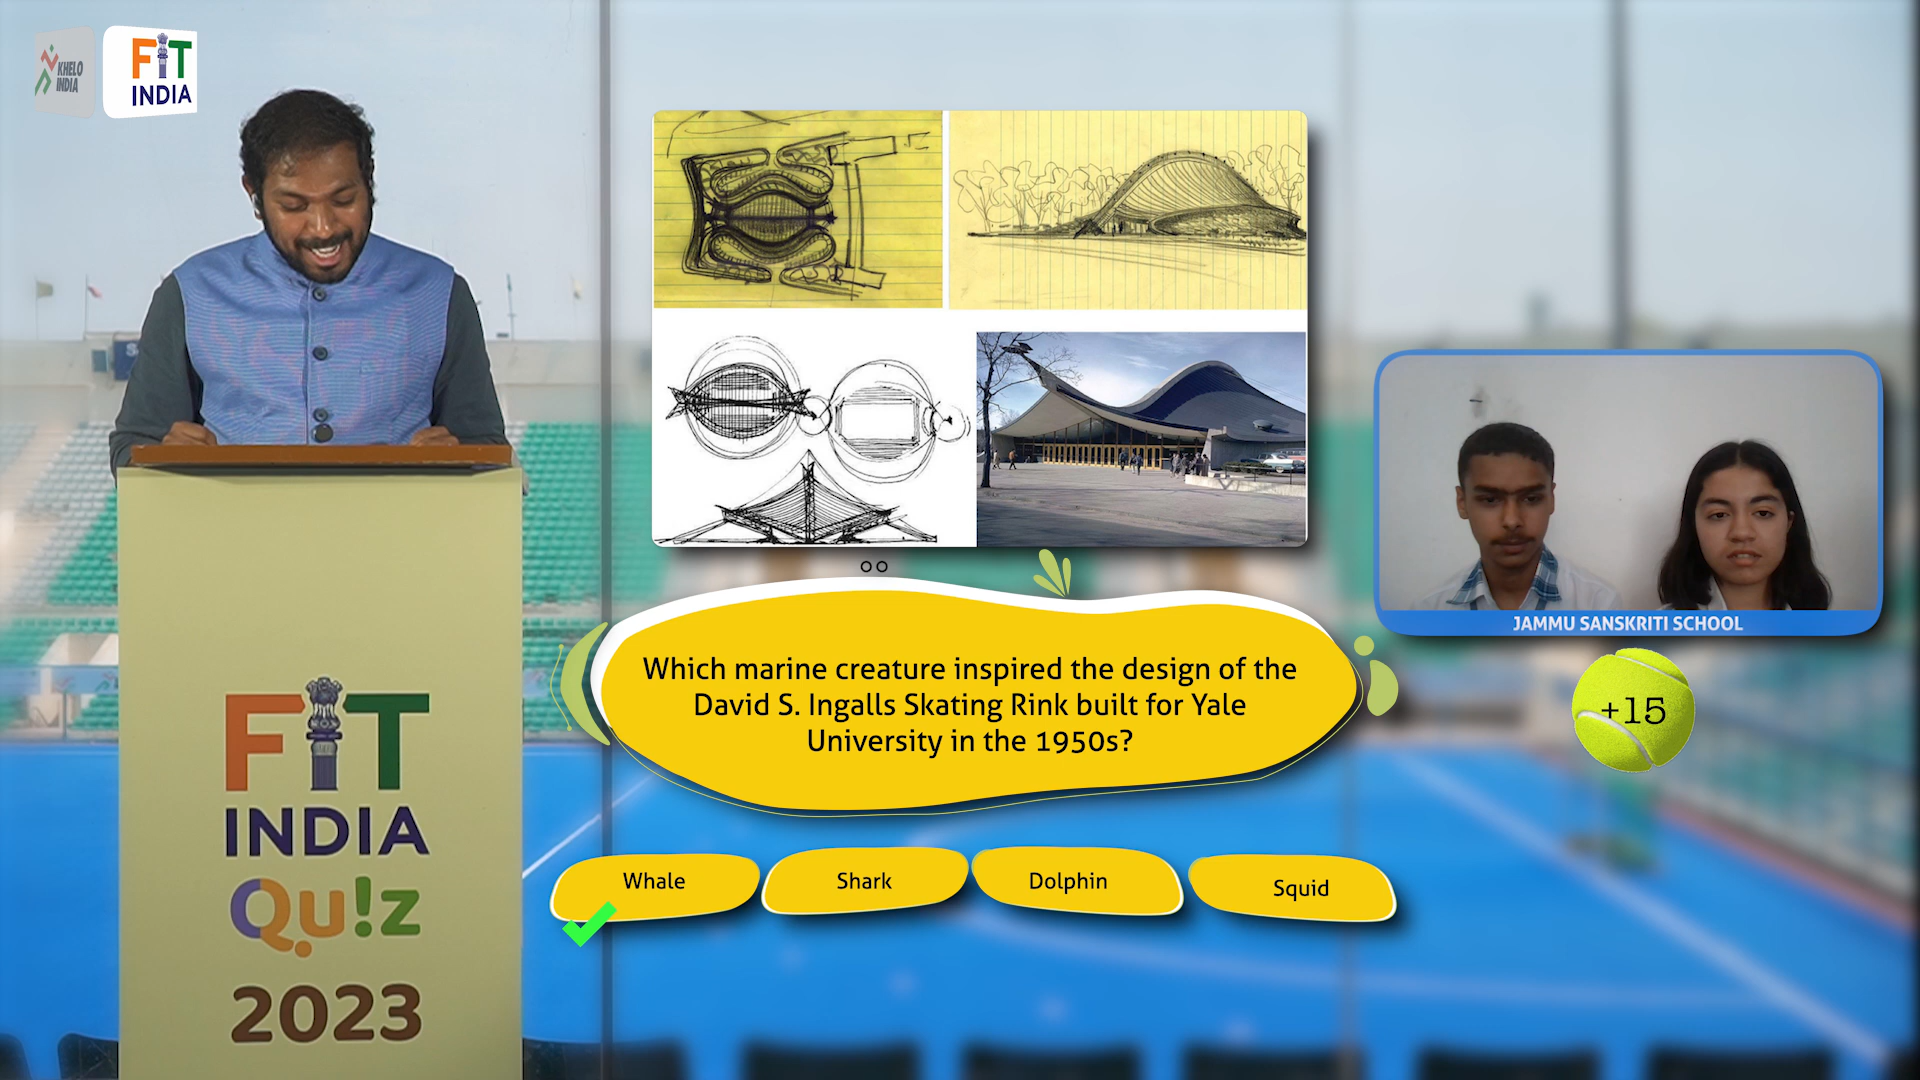 KHELO
INDIA
FIT
INDIA
Which marine creature inspired the design of the
David S. Ingalls Skating Rink built for Yale
University in the 1950s?
JAMMU SANSKRITI SCHOOL
+15
Whale
Shark
Dolphin
Squid
FIT
INDIA
Qu!z
2023